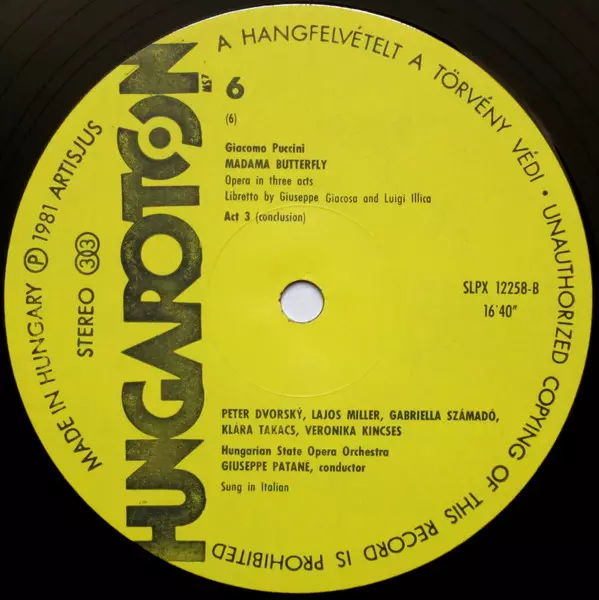 A HANGFELVÉTELT A TÖRVÉNY VÉDI • UNAUTHORIZED COPYING OF THIS RECORD IS PROHIBITED
MADE IN HUNGARY Ⓟ 1981 ARTISJUS
STEREO 33
HUNGAROTON
MS7
6
(6)
Giacomo Puccini
MADAMA BUTTERFLY
Opera in three acts
Libretto by Giuseppe Giarosa and Luigi Illica
Act 3 (conclusion)
SLPX 12258-B
16'40"
PETER DVORSKÝ, LAJOS MILLER, GABRIELLA SZÁMADÓ,
KLÁRA TAKÁCS, VERONIKA KINCSES
Hungarian State Opera Orchestra
GIUSEPPE PATANÉ, conductor
Sung in Italian